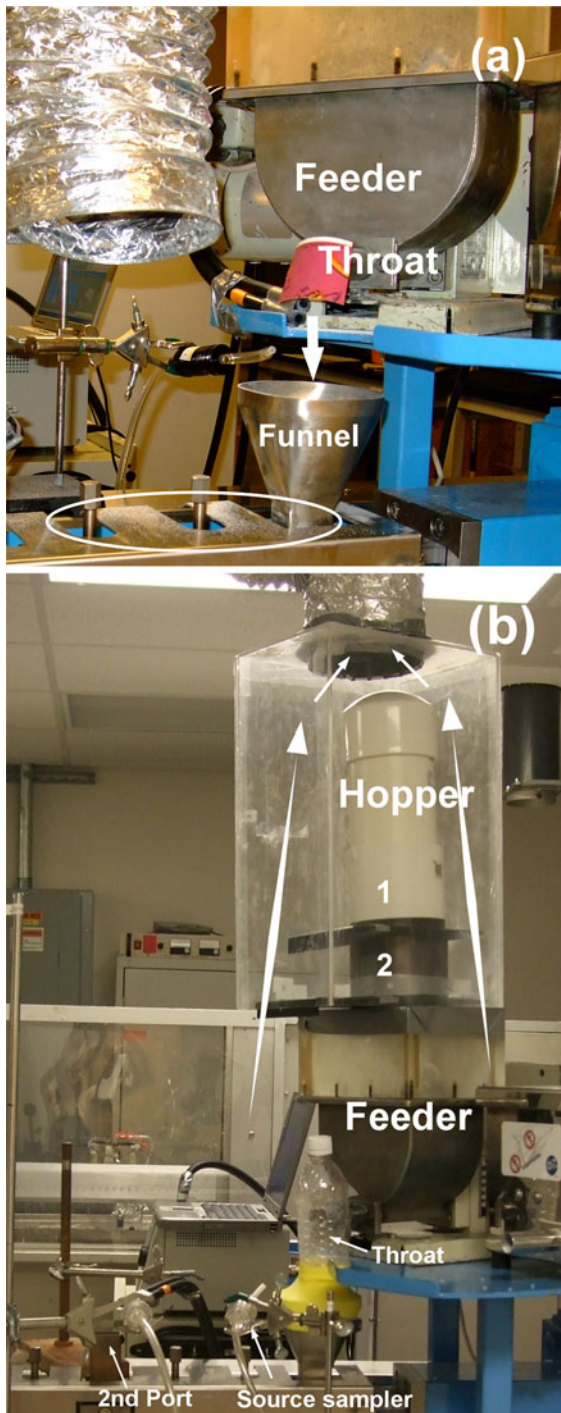 (a)
Feeder
Throat
Funnel
(b)
Hopper
1
2
Feeder
Throat
2nd Port
Source sampler